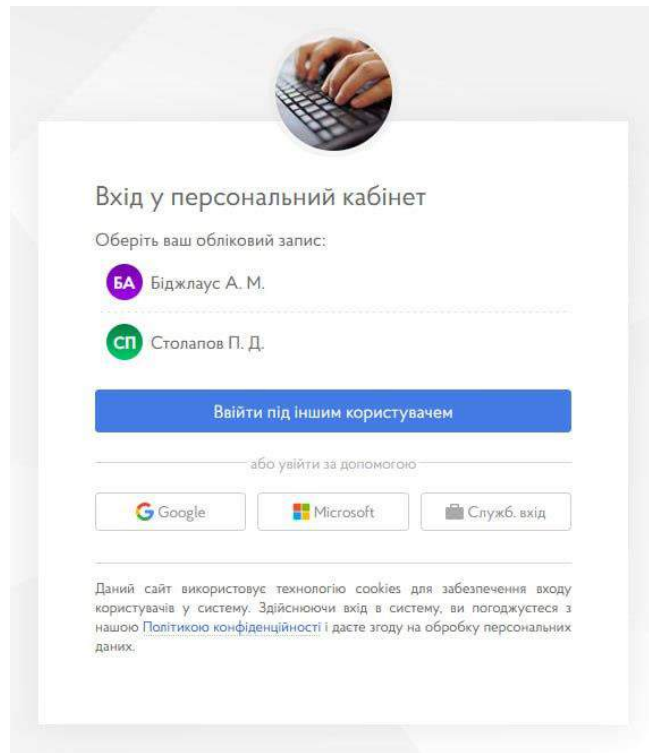 Вхід у персональний кабінет
Оберіть ваш обліковий запис:
БА Біджлаус А. М.
СП Столапов П. Д.
Ввійти під іншим користувачем
або увійти за допомогою
Google Microsoft Служб. вхід
Даний сайт використовує технологію cookies для забезпечення входу
користувачів у систему. Здійснюючи вхід в систему, ви погоджуєтеся з
нашою Політикою конфіденційності і даєте згоду на обробку персональних
даних.